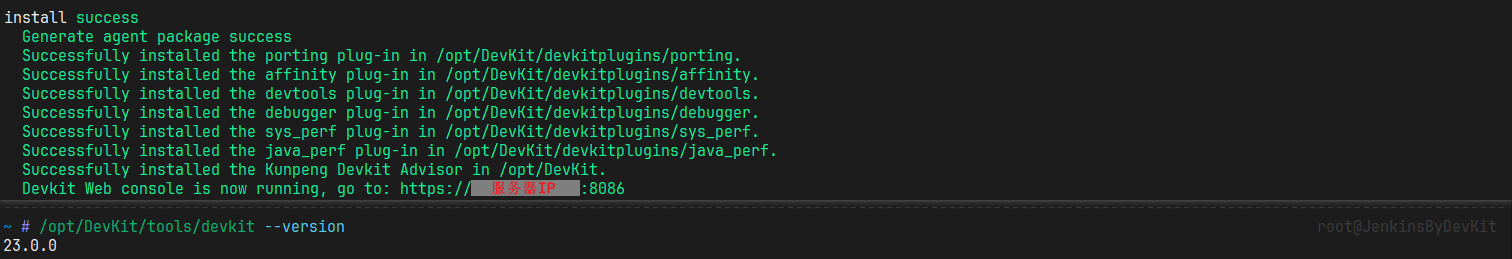 install success
Generate agent package success
Successfully installed the porting plug-in in /opt/DevKit/devkitplugins/porting.
Successfully installed the affinity plug-in in /opt/DevKit/devkitplugins/affinity.
Successfully installed the devtools plug-in in /opt/DevKit/devkitplugins/devtools.
Successfully installed the debugger plug-in in /opt/DevKit/devkitplugins/debugger.
Successfully installed the sys_perf plug-in in /opt/DevKit/devkitplugins/sys_perf.
Successfully installed the java_perf plug-in in /opt/DevKit/devkitplugins/java_perf.
Successfully installed the Kunpeng Devkit Advisor in /opt/DevKit.
Devkit Web console is now running, go to: https:// 服务器IP :8086
~ # /opt/DevKit/tools/devkit --version root@JenkinsByDevKit
23.0.0